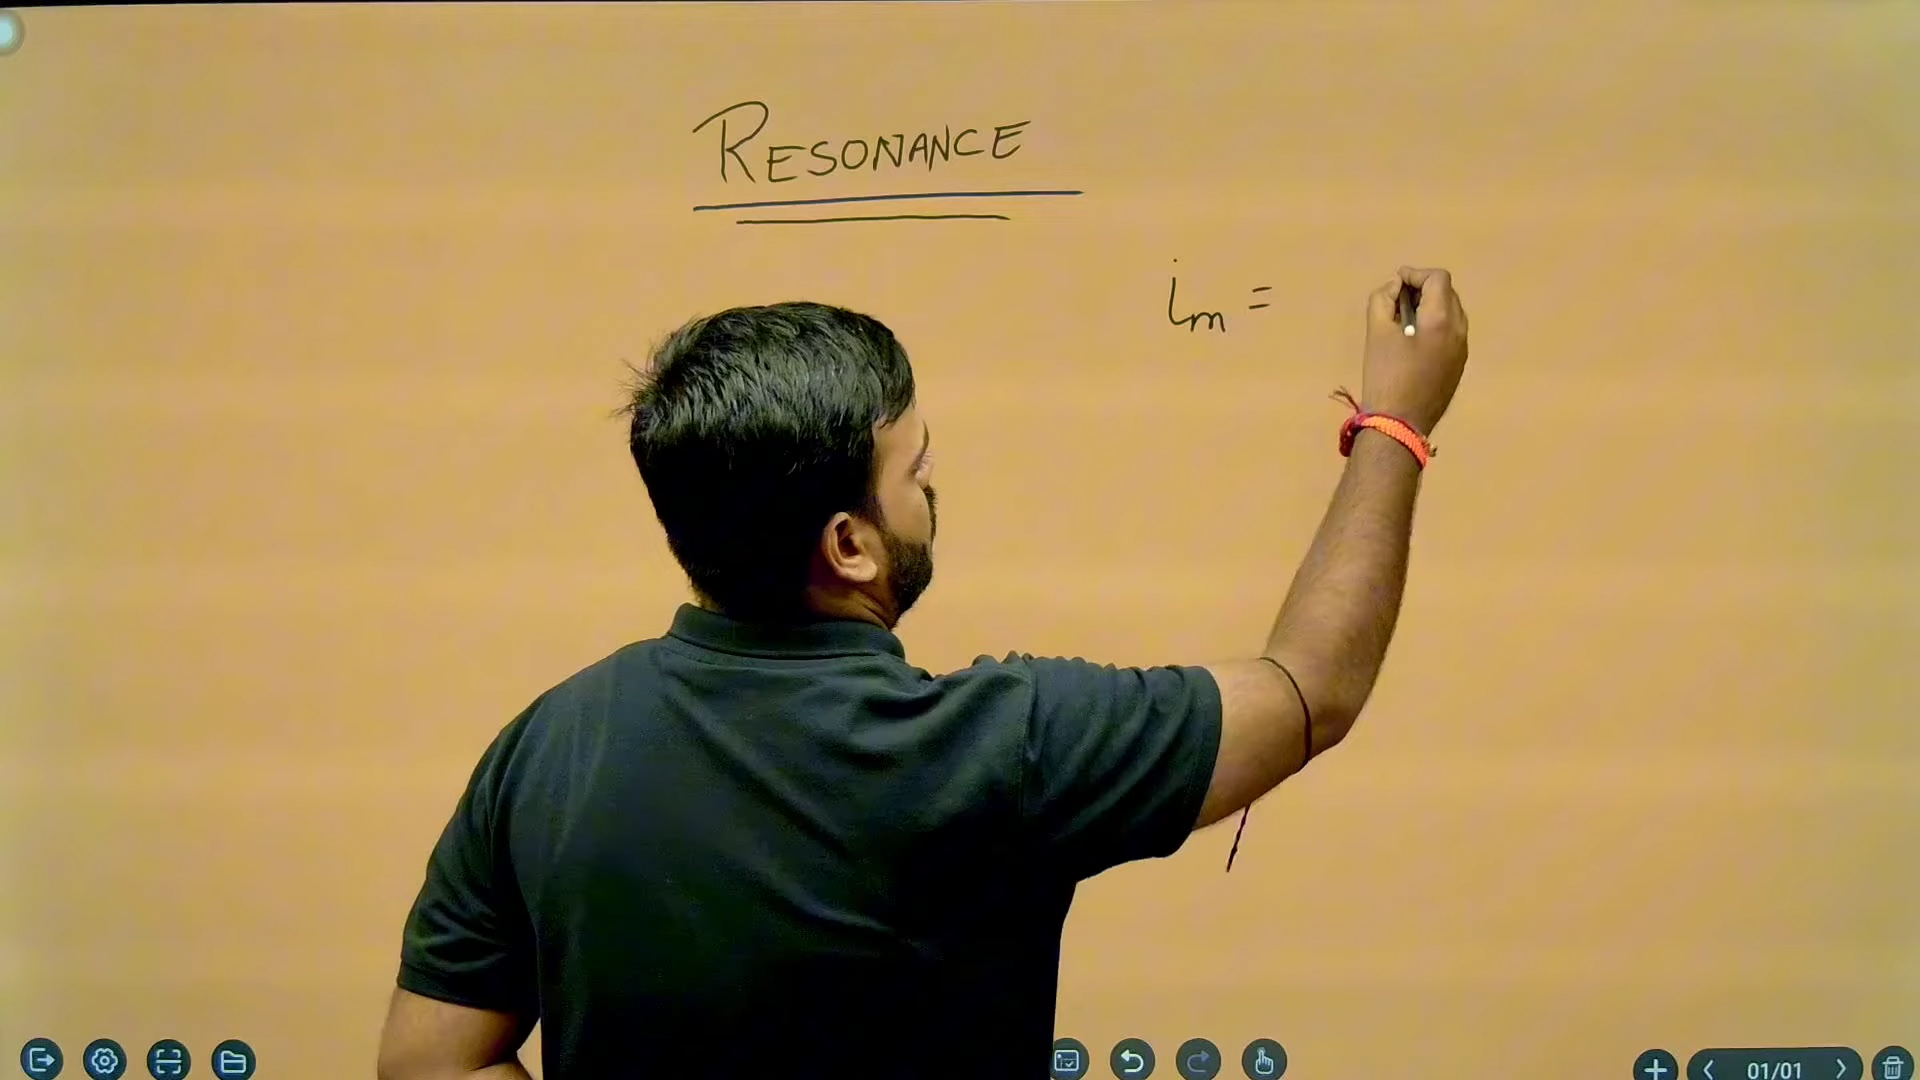 RESONANCE
im =
01/01